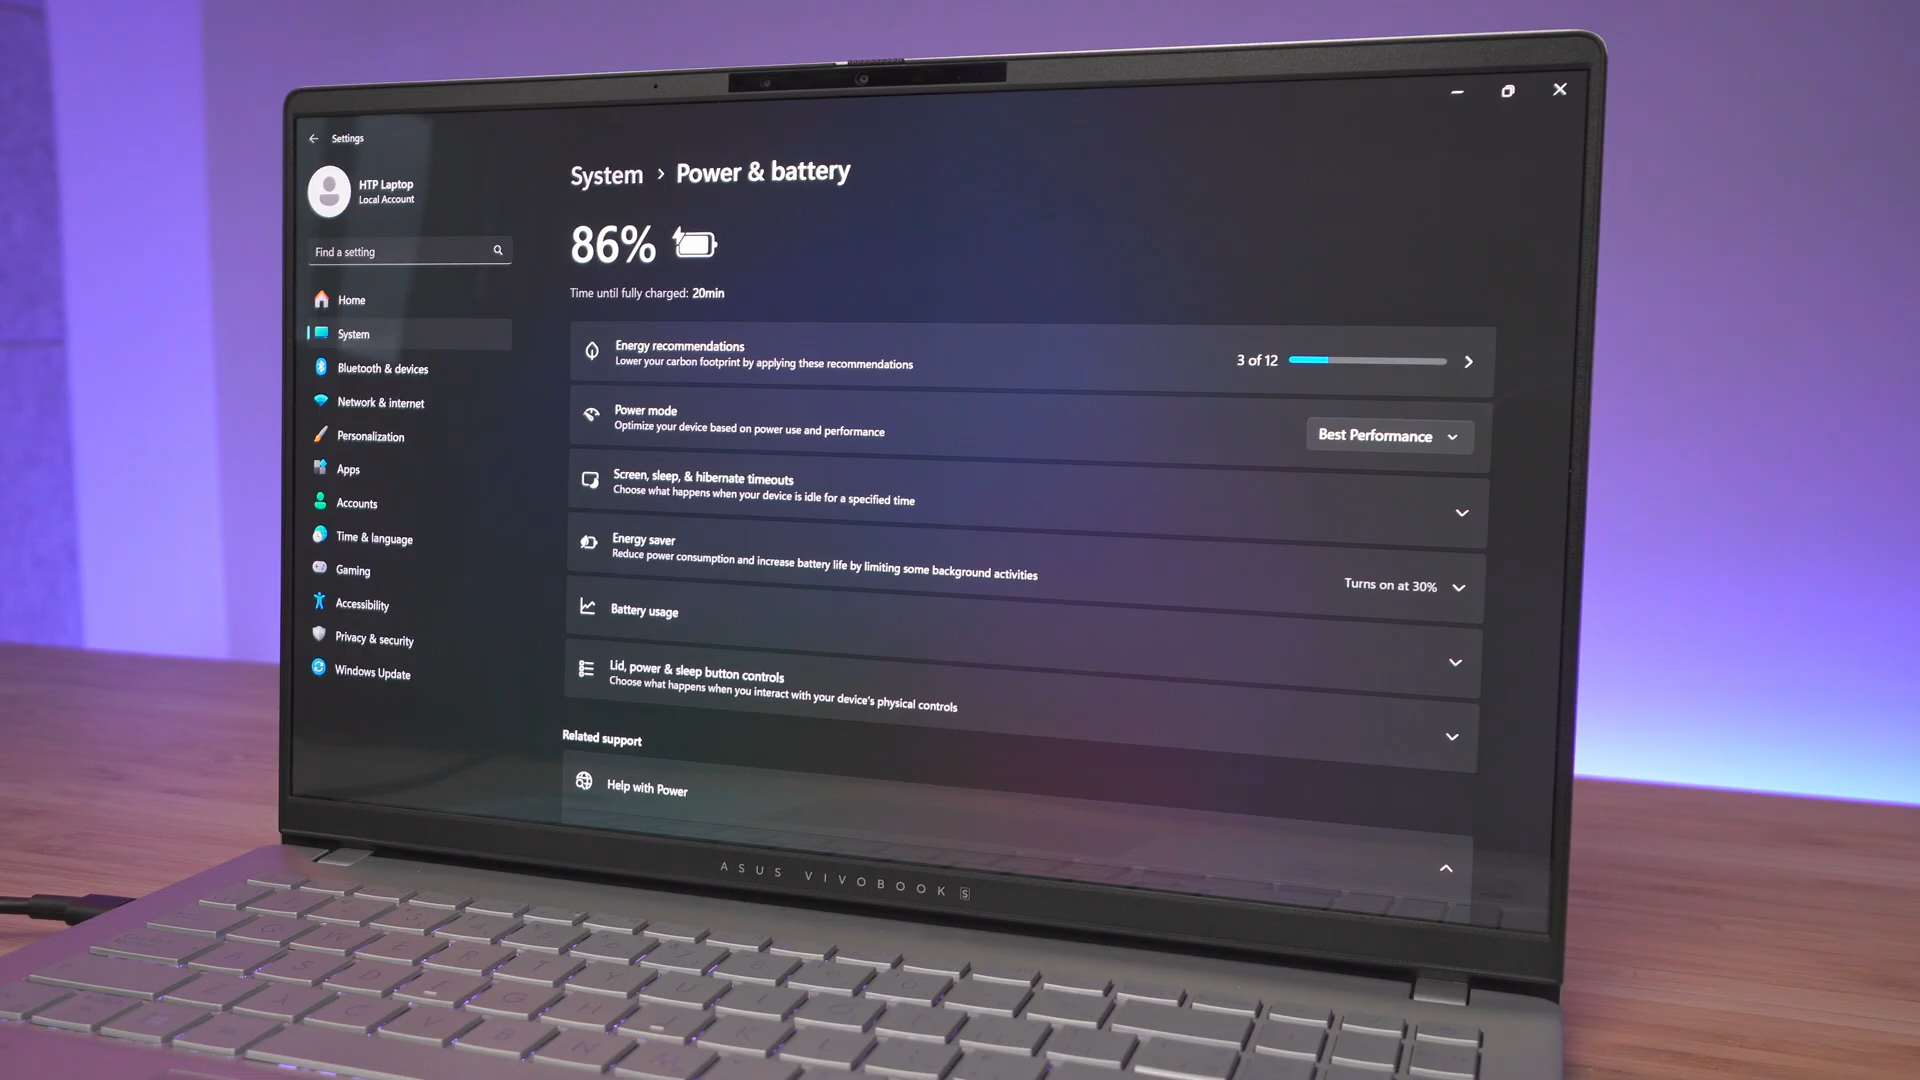 Settings
HTP Laptop
Local Account
Find a setting
Home
System
Bluetooth & devices
Network & internet
Personalization
Apps
Accounts
Time & language
Gaming
Accessibility
Privacy & security
Windows Update
System > Power & battery
86%
Time until fully charged: 20min
Energy recommendations
Lower your carbon footprint by applying these recommendations
3 of 12
Power mode
Optimize your device based on power use and performance
Best Performance
Screen, sleep, & hibernate timeouts
Choose what happens when your device is idle for a specified time
Energy saver
Reduce power consumption and increase battery life by limiting some background activities
Turns on at 30%
Battery usage
Lid, power & sleep button controls
Choose what happens when you interact with your device's physical controls
Related support
Help with Power
ASUS VIVOBOOK S